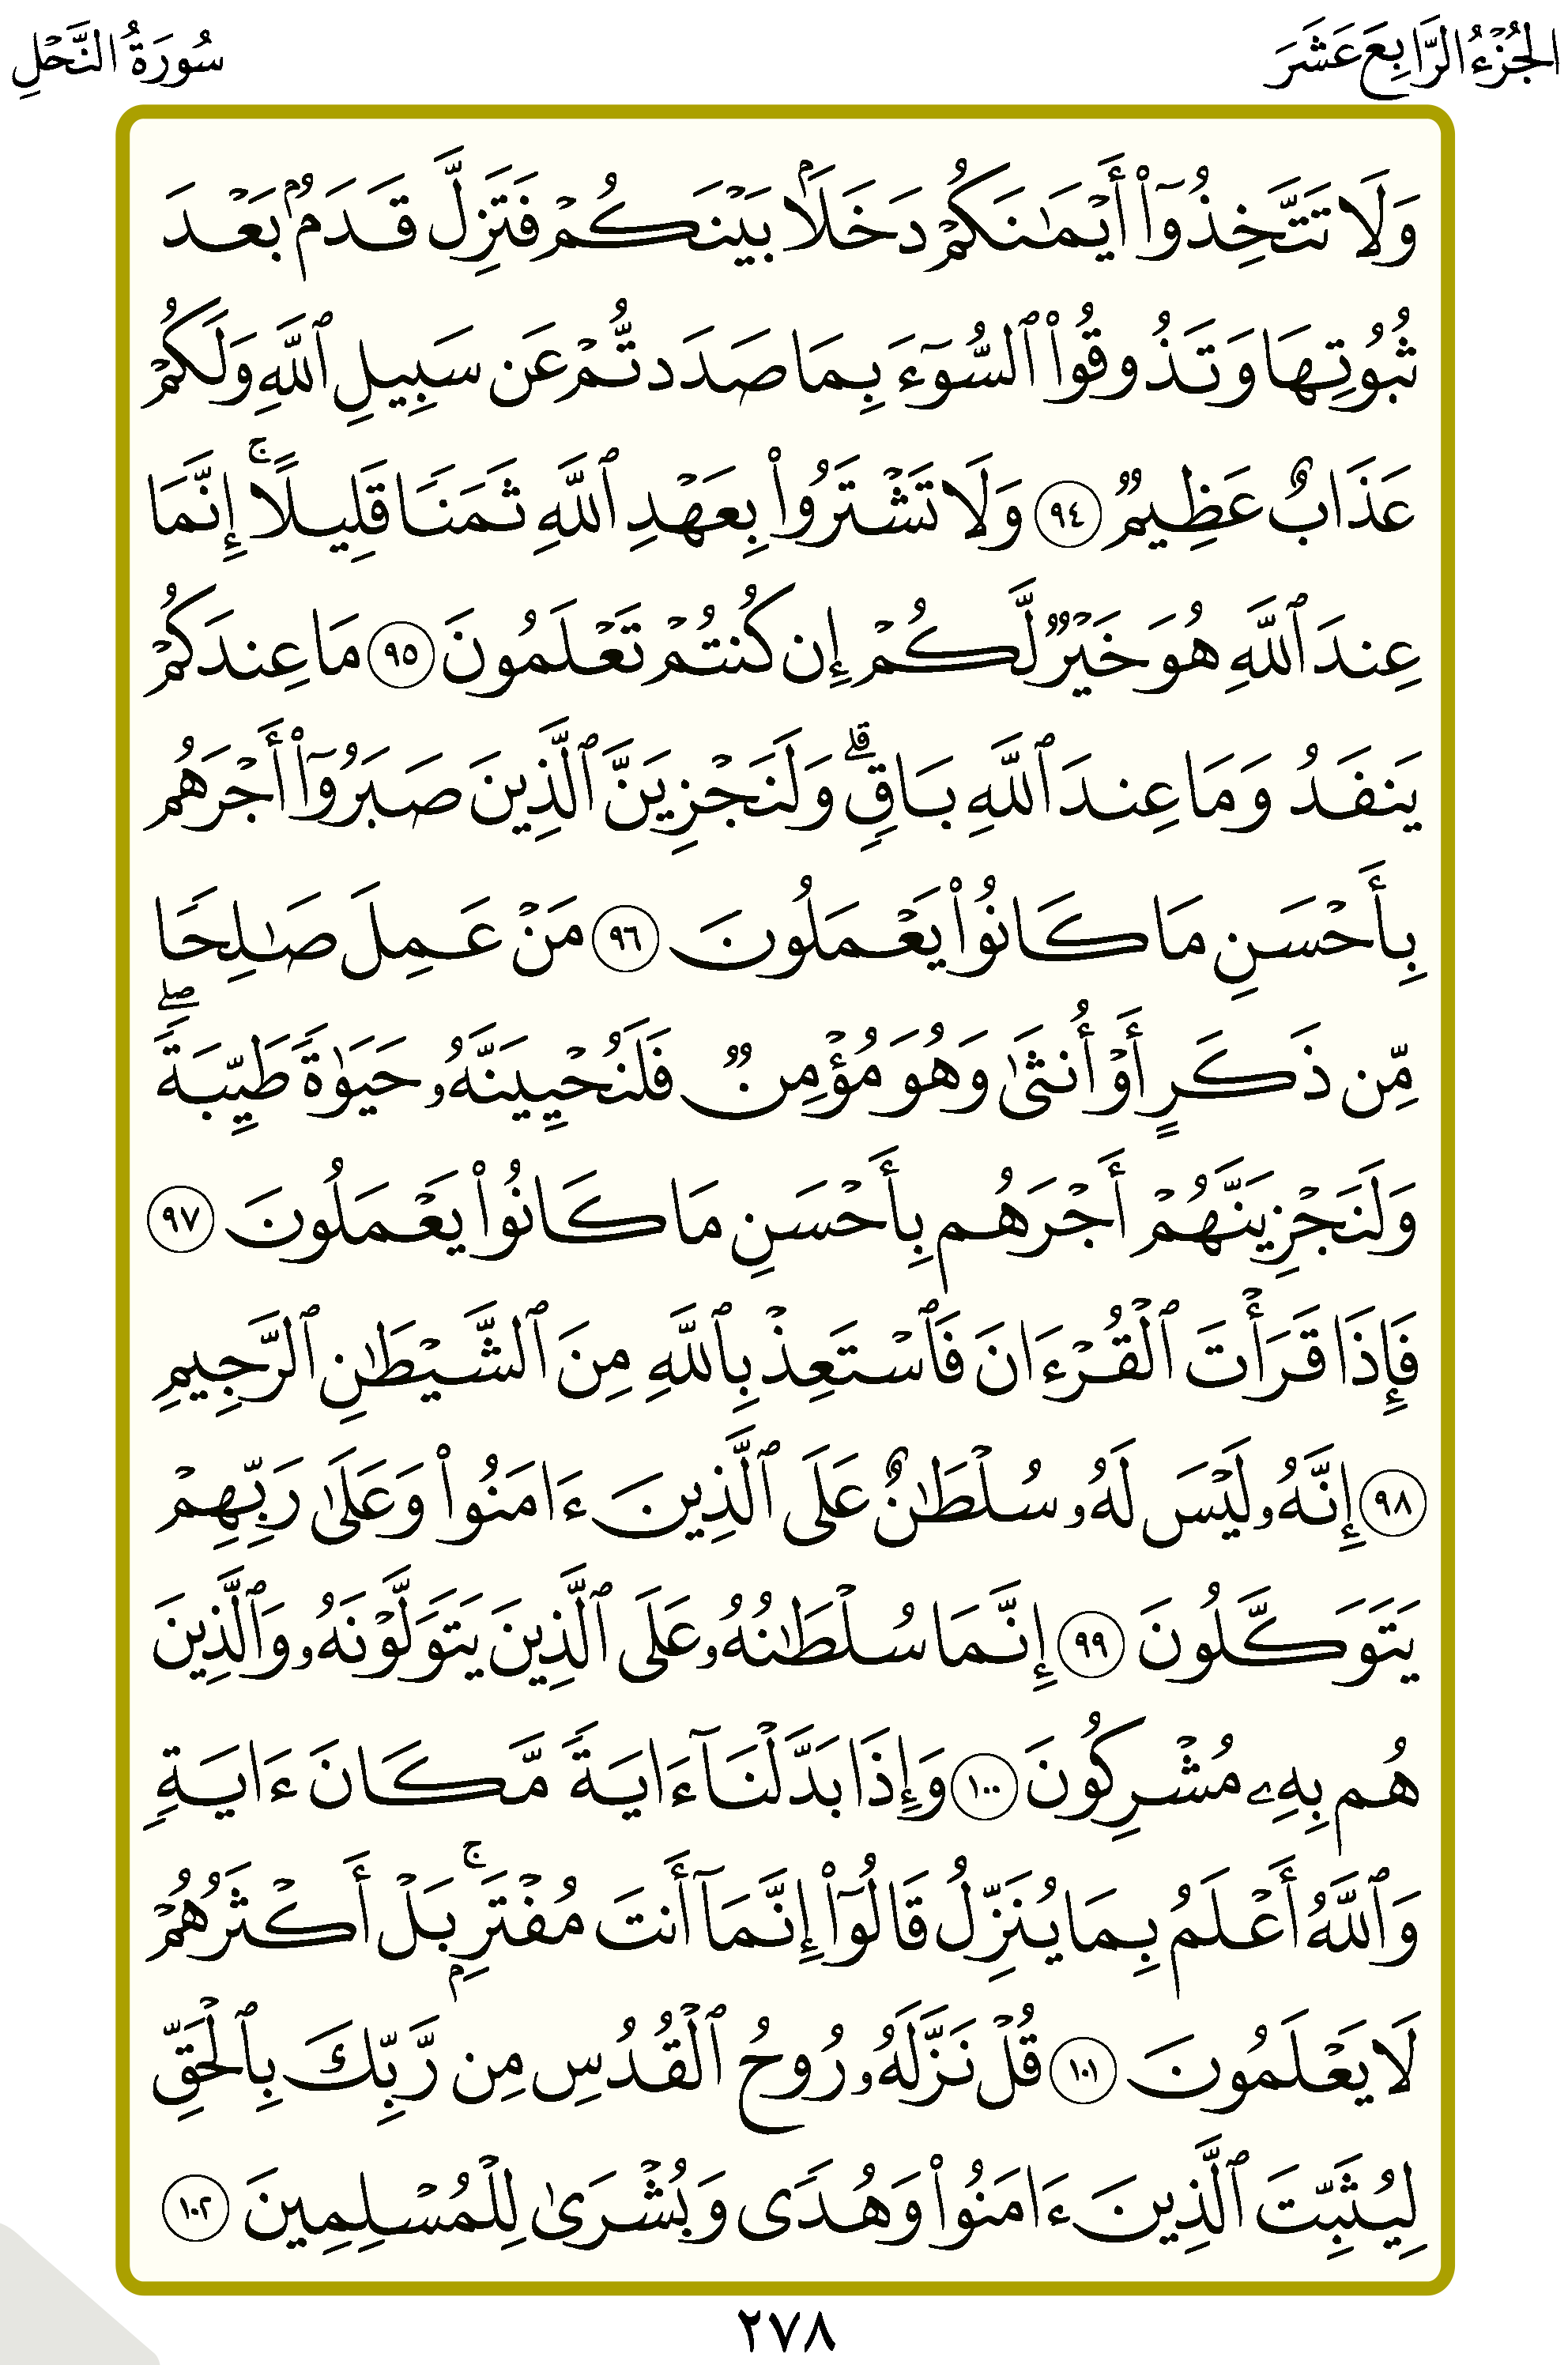 الجُزْءُ الرَّابِعَ عَشَرَ
سُورَةُ النَّحْلِ
وَلَا تَتَّخِذُوٓا۟ أَيْمَـٰنَكُمْ دَخَلًۢا بَيْنَكُمْ فَتَزِلَّ قَدَمٌۢ بَعْدَ
ثُبُوتِهَا وَتَذُوقُوا۟ ٱلسُّوٓءَ بِمَا صَدَدتُّمْ عَن سَبِيلِ ٱللَّهِ وَلَكُمْ
عَذَابٌ عَظِيمٌ ﴿٩٤﴾ وَلَا تَشْتَرُوا۟ بِعَهْدِ ٱللَّهِ ثَمَنًا قَلِيلًا ۚ إِنَّمَا
عِندَ ٱللَّهِ هُوَ خَيْرٌ لَّكُمْ إِن كُنتُمْ تَعْلَمُونَ ﴿٩٥﴾ مَا عِندَكُمْ
يَنفَدُ وَمَا عِندَ ٱللَّهِ بَاقٍ ۗ وَلَنَجْزِيَنَّ ٱلَّذِينَ صَبَرُوٓا۟ أَجْرَهُم
بِأَحْسَنِ مَا كَانُوا۟ يَعْمَلُونَ ﴿٩٦﴾ مَنْ عَمِلَ صَـٰلِحًا
مِّن ذَكَرٍ أَوْ أُنثَىٰ وَهُوَ مُؤْمِنٌ فَلَنُحْيِيَنَّهُۥ حَيَوٰةً طَيِّبَةً ۖ
وَلَنَجْزِيَنَّهُمْ أَجْرَهُم بِأَحْسَنِ مَا كَانُوا۟ يَعْمَلُونَ ﴿٩٧﴾
فَإِذَا قَرَأْتَ ٱلْقُرْءَانَ فَٱسْتَعِذْ بِٱللَّهِ مِنَ ٱلشَّيْطَـٰنِ ٱلرَّجِيمِ
﴿٩٨﴾ إِنَّهُۥ لَيْسَ لَهُۥ سُلْطَـٰنٌ عَلَى ٱلَّذِينَ ءَامَنُوا۟ وَعَلَىٰ رَبِّهِمْ
يَتَوَكَّلُونَ ﴿٩٩﴾ إِنَّمَا سُلْطَـٰنُهُۥ عَلَى ٱلَّذِينَ يَتَوَلَّوْنَهُۥ وَٱلَّذِينَ
هُم بِهِۦ مُشْرِكُونَ ﴿١٠٠﴾ وَإِذَا بَدَّلْنَآ ءَايَةً مَّكَانَ ءَايَةٍ
وَٱللَّهُ أَعْلَمُ بِمَا يُنَزِّلُ قَالُوٓا۟ إِنَّمَآ أَنتَ مُفْتَرٍۭ ۚ بَلْ أَكْثَرُهُمْ
لَا يَعْلَمُونَ ﴿١٠١﴾ قُلْ نَزَّلَهُۥ رُوحُ ٱلْقُدُسِ مِن رَّبِّكَ بِٱلْحَقِّ
لِيُثَبِّتَ ٱلَّذِينَ ءَامَنُوا۟ وَهُدًى وَبُشْرَىٰ لِلْمُسْلِمِينَ ﴿١٠٢﴾
٢٧٨